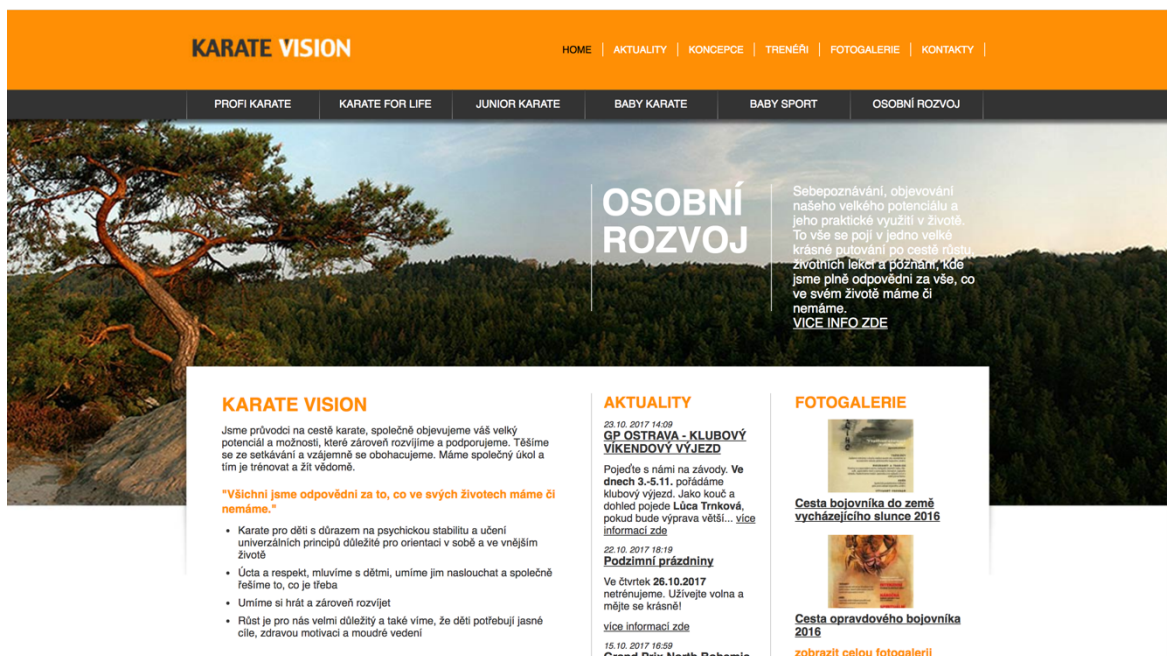 KARATE VISION
HOME
AKTUALITY
KONCEPCE
TRENÉŘI
FOTOGALERIE
KONTAKTY
PROFI KARATE
KARATE FOR LIFE
JUNIOR KARATE
BABY KARATE
BABY SPORT
OSOBNÍ ROZVOJ
OSOBNÍ
ROZVOJ
Sebepoznávání, objevování
našeho velkého potenciálu a
jeho praktické využití v životě.
To vše se pojí v jedno velké
krásné putování po cestě růstu,
životních lekcí a poznání, kde
jsme plně odpovědni za vše, co
ve svém životě máme či
nemáme.
VICE INFO ZDE
KARATE VISION
Jsme průvodci na cestě karate, společně objevujeme váš velký
potenciál a možnosti, které zároveň rozvíjíme a podporujeme. Těšíme
se ze setkávání a vzájemně se obohacujeme. Máme společný úkol a
tím je trénovat a žít vědomě.
"Všichni jsme odpovědni za to, co ve svých životech máme či
nemáme."
• Karate pro děti s důrazem na psychickou stabilitu a učení
univerzálních principů důležité pro orientaci v sobě a ve vnějším
životě
• Úcta a respekt, mluvíme s dětmi, umíme jim naslouchat a společně
řešíme to, co je třeba
• Umíme si hrát a zároveň rozvíjet
• Růst je pro nás velmi důležitý a také víme, že děti potřebují jasné
cíle, zdravou motivaci a moudré vedení
AKTUALITY
23.10. 2017 14:09
GP OSTRAVA - KLUBOVÝ
VÍKENDOVÝ VÝJEZD
Pojeďte s námi na závody. Ve
dnech 3.-5.11. pořádáme
klubový výjezd. Jako kouč a
dohled pojede Lůca Trnková,
pokud bude výprava větší... více
informací zde
22.10. 2017 18:19
Podzimní prázdniny
Ve čtvrtek 26.10.2017
netrénujeme. Užívejte volna a
mějte se krásně!
více informací zde
15.10. 2017 16:59
Grand Prix North Bohemia
FOTOGALERIE
Cesta bojovníka do země
vycházejícího slunce 2016
Cesta opravdového bojovníka
2016
zobrazit celou fotogalerii